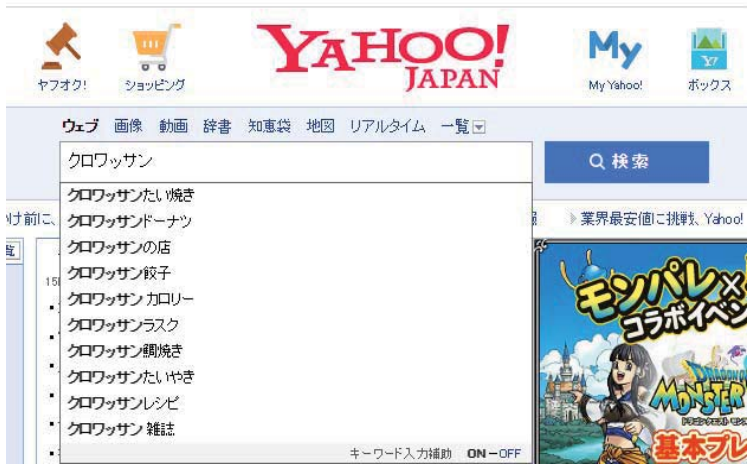 YAHOO!
JAPAN
My
Y!
ヤフオク!
ショッピング
My Yahoo!
ボックス
ウェブ 画像 動画 辞書 知恵袋 地図 リアルタイム 一覧
クロワッサン
検索
クロワッサンたい焼き
クロワッサンドーナツ
クロワッサンの店
クロワッサン餃子
クロワッサン カロリー
クロワッサンラスク
クロワッサン鯛焼き
クロワッサンたいやき
クロワッサンレシピ
クロワッサン 雑誌
キーワード入力補助 ON-OFF
け前に、
業界最安値に挑戦、Yahoo!
覧
モンパレ×
コラボイベン
MONSTER
基本プレ